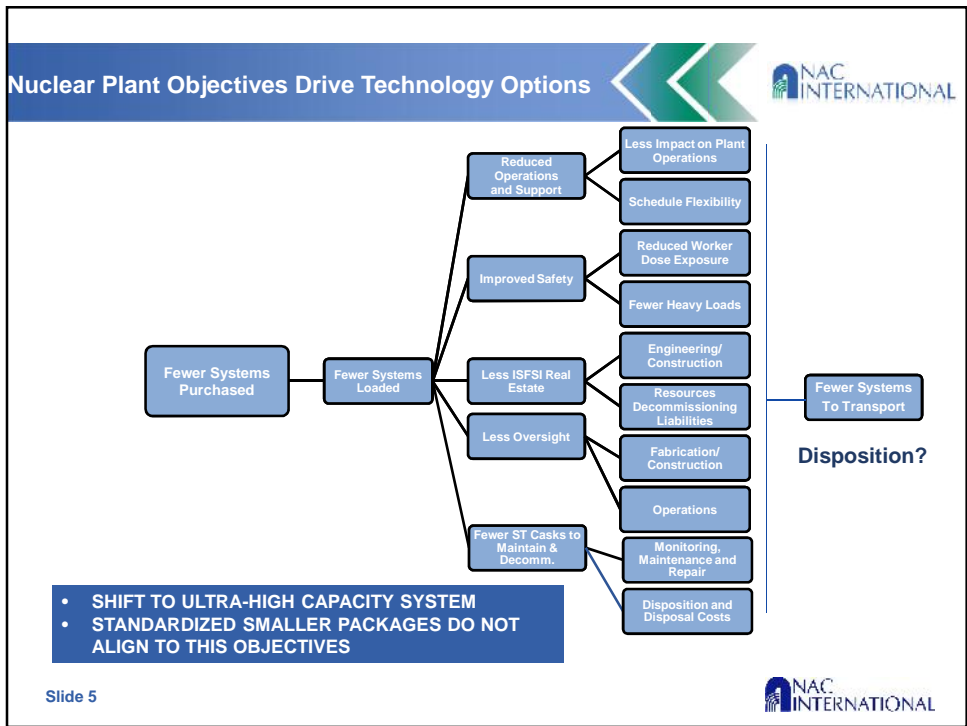 Nuclear Plant Objectives Drive Technology Options
NAC
INTERNATIONAL
Less Impact on Plant
Operations
Reduced
Operations
and Support
Schedule Flexibility
Reduced Worker
Dose Exposure
Improved Safety
Fewer Heavy Loads
Engineering/
Construction
Fewer Systems
Purchased
Fewer Systems
Loaded
Less ISFSI Real
Estate
Resources
Decommissioning
Liabilities
Fewer Systems
To Transport
Less Oversight
Fabrication/
Construction
Disposition?
Operations
Fewer ST Casks to
Maintain &
Decomm.
Monitoring,
Maintenance and
Repair
Disposition and
Disposal Costs
• SHIFT TO ULTRA-HIGH CAPACITY SYSTEM
• STANDARDIZED SMALLER PACKAGES DO NOT
ALIGN TO THIS OBJECTIVES
Slide 5
NAC
INTERNATIONAL